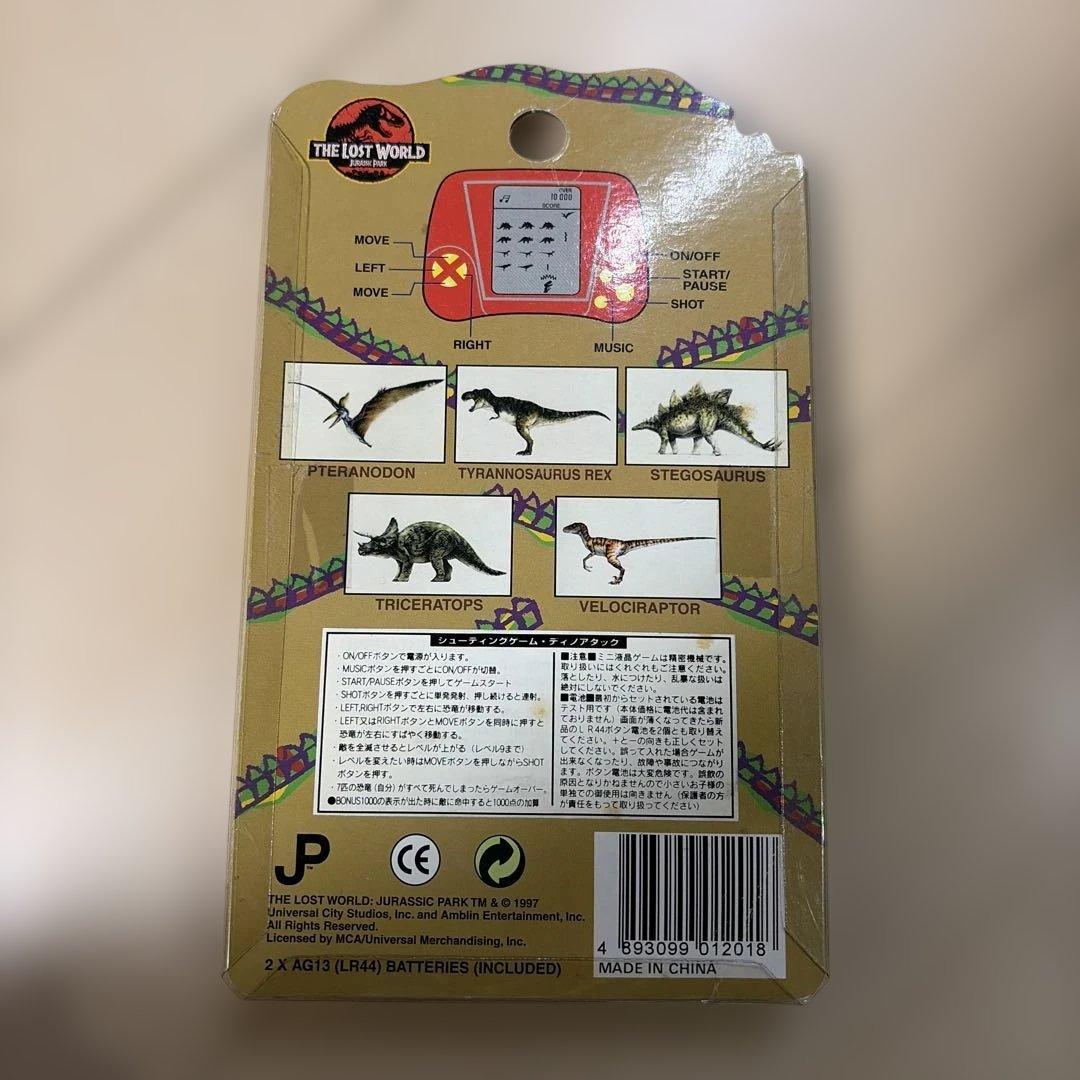 THE LOST WORLD
JURASSIC PARK
OVER
10000
SCORE
MOVE
LEFT
MOVE
RIGHT
ON/OFF
START/
PAUSE
SHOT
MUSIC
PTERANODON
TYRANNOSAURUS REX
STEGOSAURUS
TRICERATOPS
VELOCIRAPTOR
シューティングゲーム・ディノアタック
・ON/OFFボタンで電源が入ります。
・MUSICボタンを押すごとにON/OFFが切替。
・START/PAUSEボタンを押してゲームスタート
・SHOTボタンを押すごとに単発発射、押し続けると連射。
・LEFT,RIGHTボタンで左右に恐竜が移動する。
・LEFT又はRIGHTボタンとMOVEボタンを同時に押すと
恐竜が左右にすばやく移動する。
・敵を全滅させるとレベルが上がる（レベル9まで）
・レベルを変えたい時はMOVEボタンを押しながらSHOT
ボタンを押す。
・7匹の恐竜（自分）がすべて死んでしまったらゲームオーバー。
●BONUS1000の表示が出た時に敵に命中すると1000点の加算
■注意■ミニ液晶ゲームは精密機械です。
取り扱いにはくれぐれもご注意ください。
落としたり、水につけたり、乱暴な扱いは
絶対にしないでください。
■電池■最初からセットされている電池は
テスト用です（本体価格に電池代は含まれ
ておりません）画面が薄くなってきたら新
品のLR44ボタン電池を2個とも取り替え
てください。＋と－の向きも正しくセット
してください。誤って入れた場合ゲームが
出来なくなったり、故障や事故につながり
ます。ボタン電池は大変危険です。誤飲の
原因となりかねませんので小さいお子様の
単独での御使用は向きません（保護者の方
が責任をもって取り扱ってください）
JP
TM
CE
THE LOST WORLD: JURASSIC PARK TM & © 1997
Universal City Studios, Inc. and Amblin Entertainment, Inc.
All Rights Reserved.
Licensed by MCA/Universal Merchandising, Inc.
2 X AG13 (LR44) BATTERIES (INCLUDED)
4 893099 012018
MADE IN CHINA